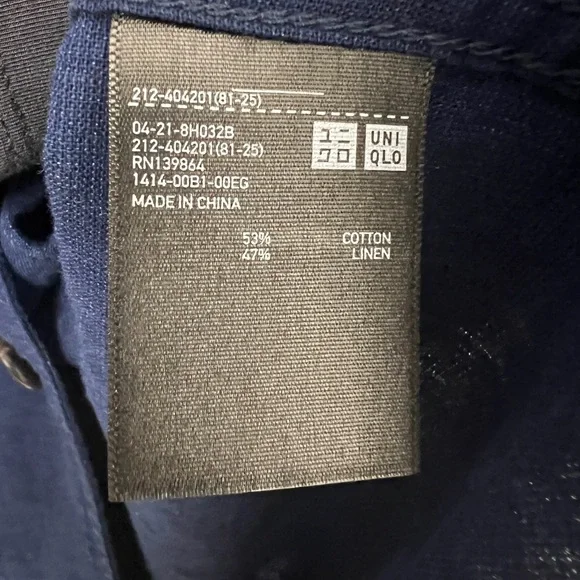 212-404201(81-25)
04-21-8H032B
212-404201(81-25)
RN139864
1414-00B1-00EG
MADE IN CHINA
ユニ
クロ
UNI
QLO
53% COTTON
47% LINEN